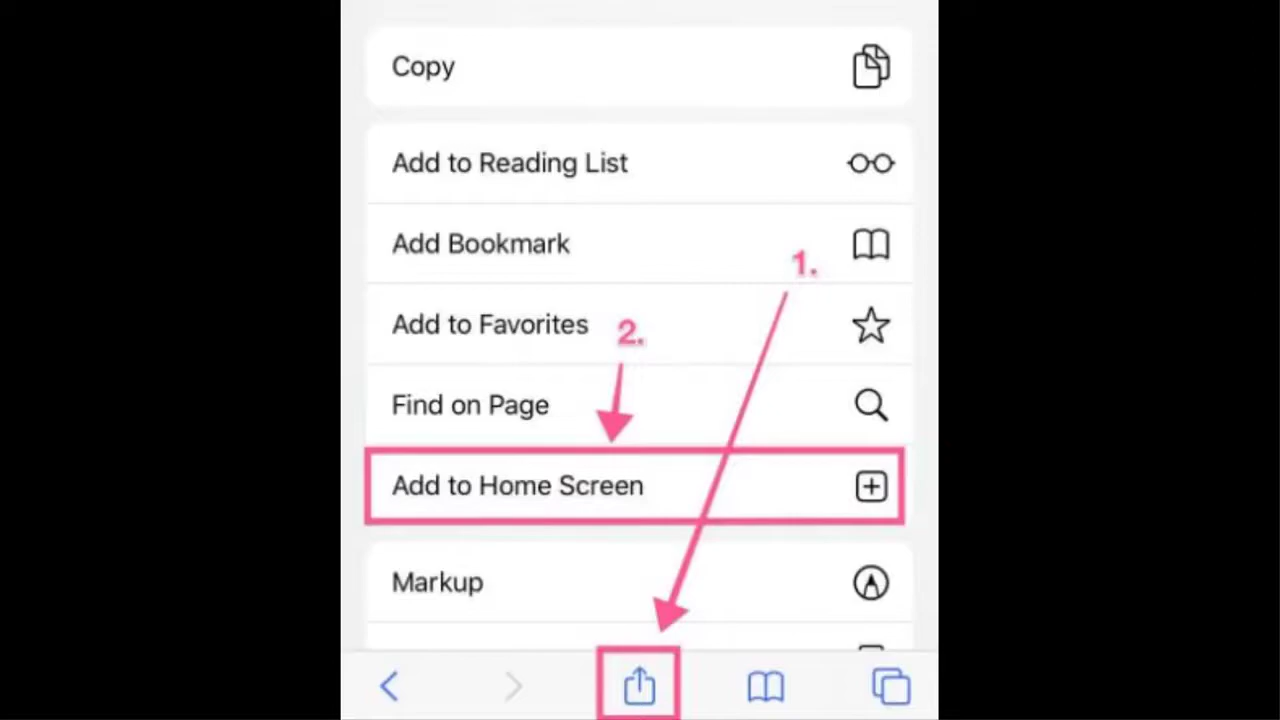 Copy
Add to Reading List
Add Bookmark
1.
Add to Favorites
2.
Find on Page
Add to Home Screen
Markup